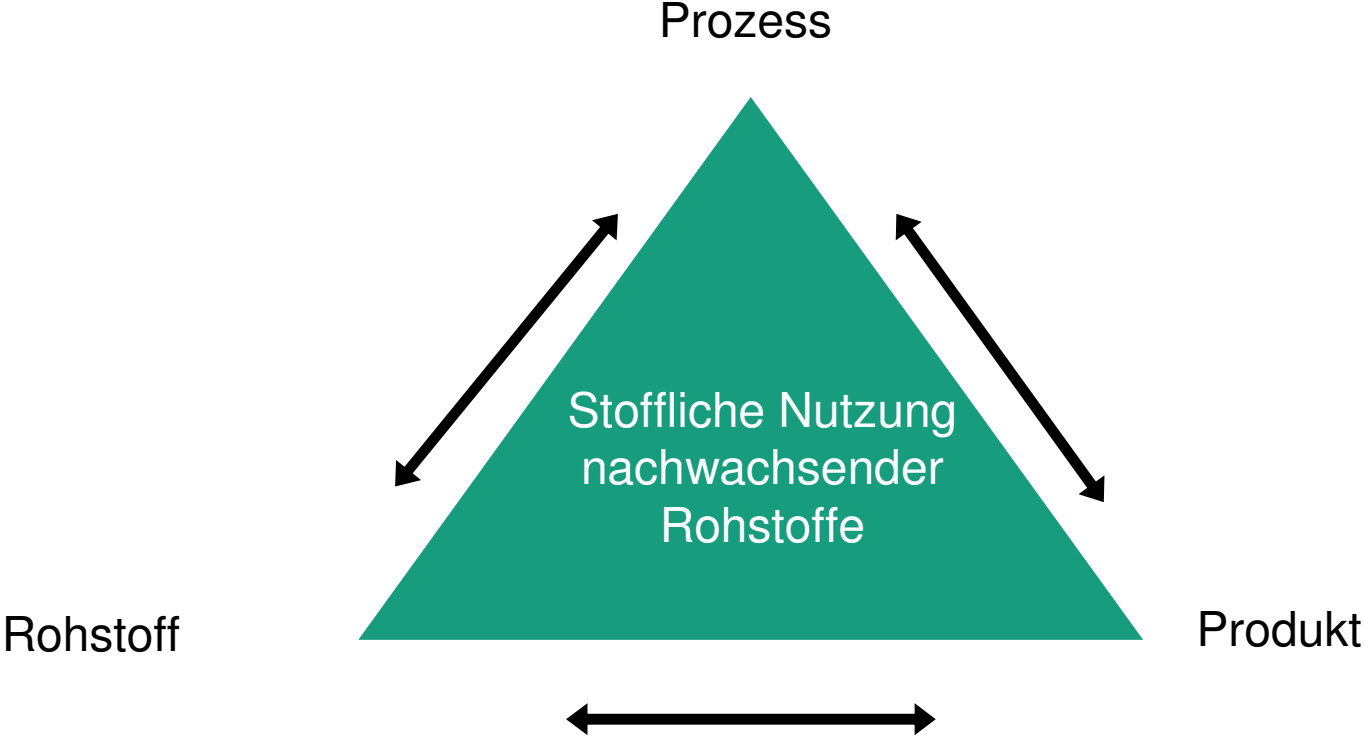 Prozess
Stoffliche Nutzung
nachwachsender
Rohstoffe
Rohstoff
Produkt